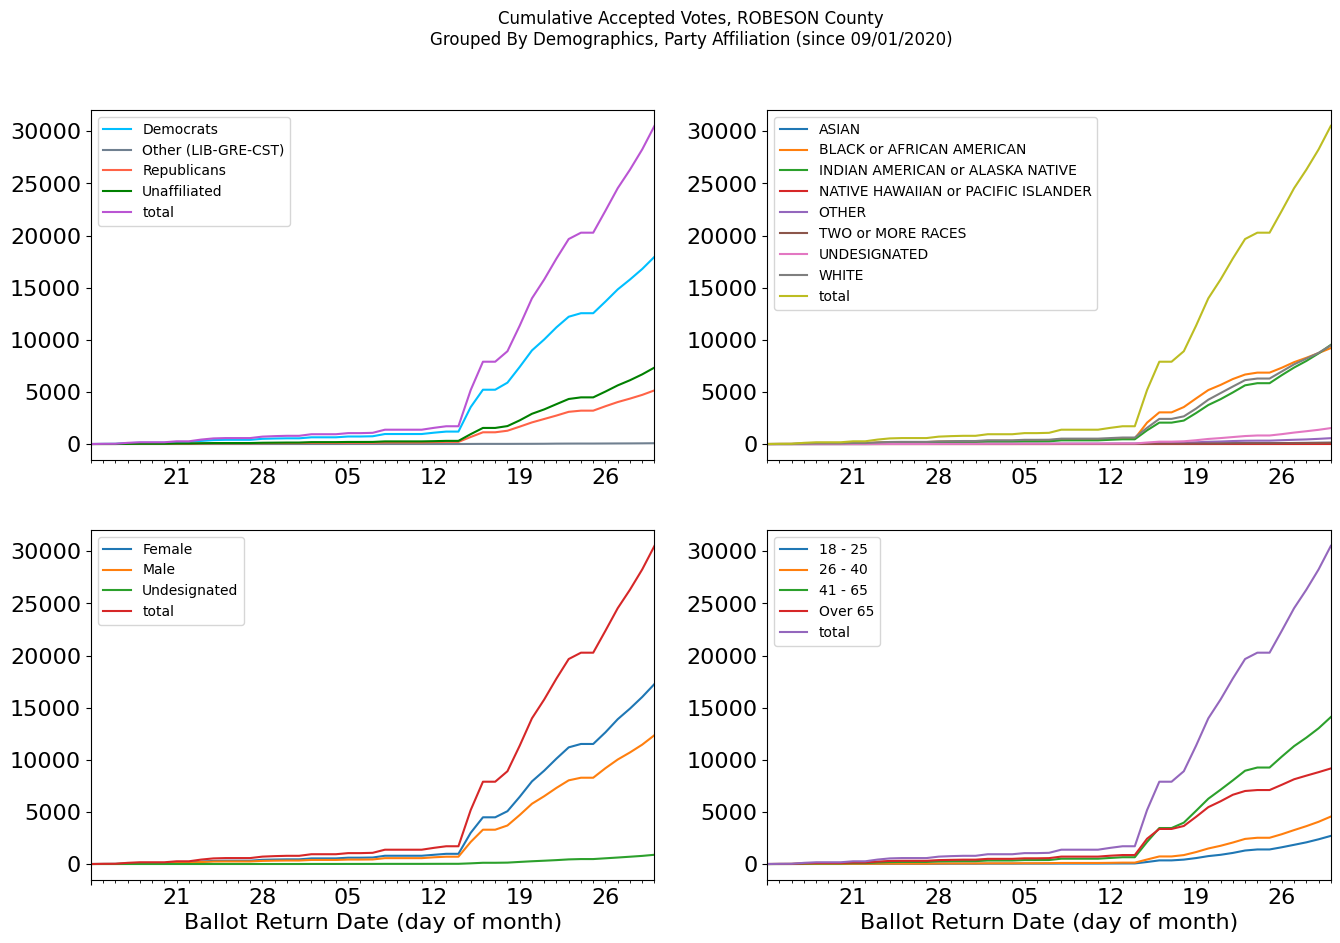 Cumulative Accepted Votes, ROBESON County
Grouped By Demographics, Party Affiliation (since 09/01/2020)
30000
25000
20000
15000
10000
5000
0
Democrats
Other (LIB-GRE-CST)
Republicans
Unaffiliated
total
21 28 05 12 19 26
30000
25000
20000
15000
10000
5000
0
ASIAN
BLACK or AFRICAN AMERICAN
INDIAN AMERICAN or ALASKA NATIVE
NATIVE HAWAIIAN or PACIFIC ISLANDER
OTHER
TWO or MORE RACES
UNDESIGNATED
WHITE
total
21 28 05 12 19 26
30000
25000
20000
15000
10000
5000
0
Female
Male
Undesignated
total
21 28 05 12 19 26
Ballot Return Date (day of month)
30000
25000
20000
15000
10000
5000
0
18 - 25
26 - 40
41 - 65
Over 65
total
21 28 05 12 19 26
Ballot Return Date (day of month)